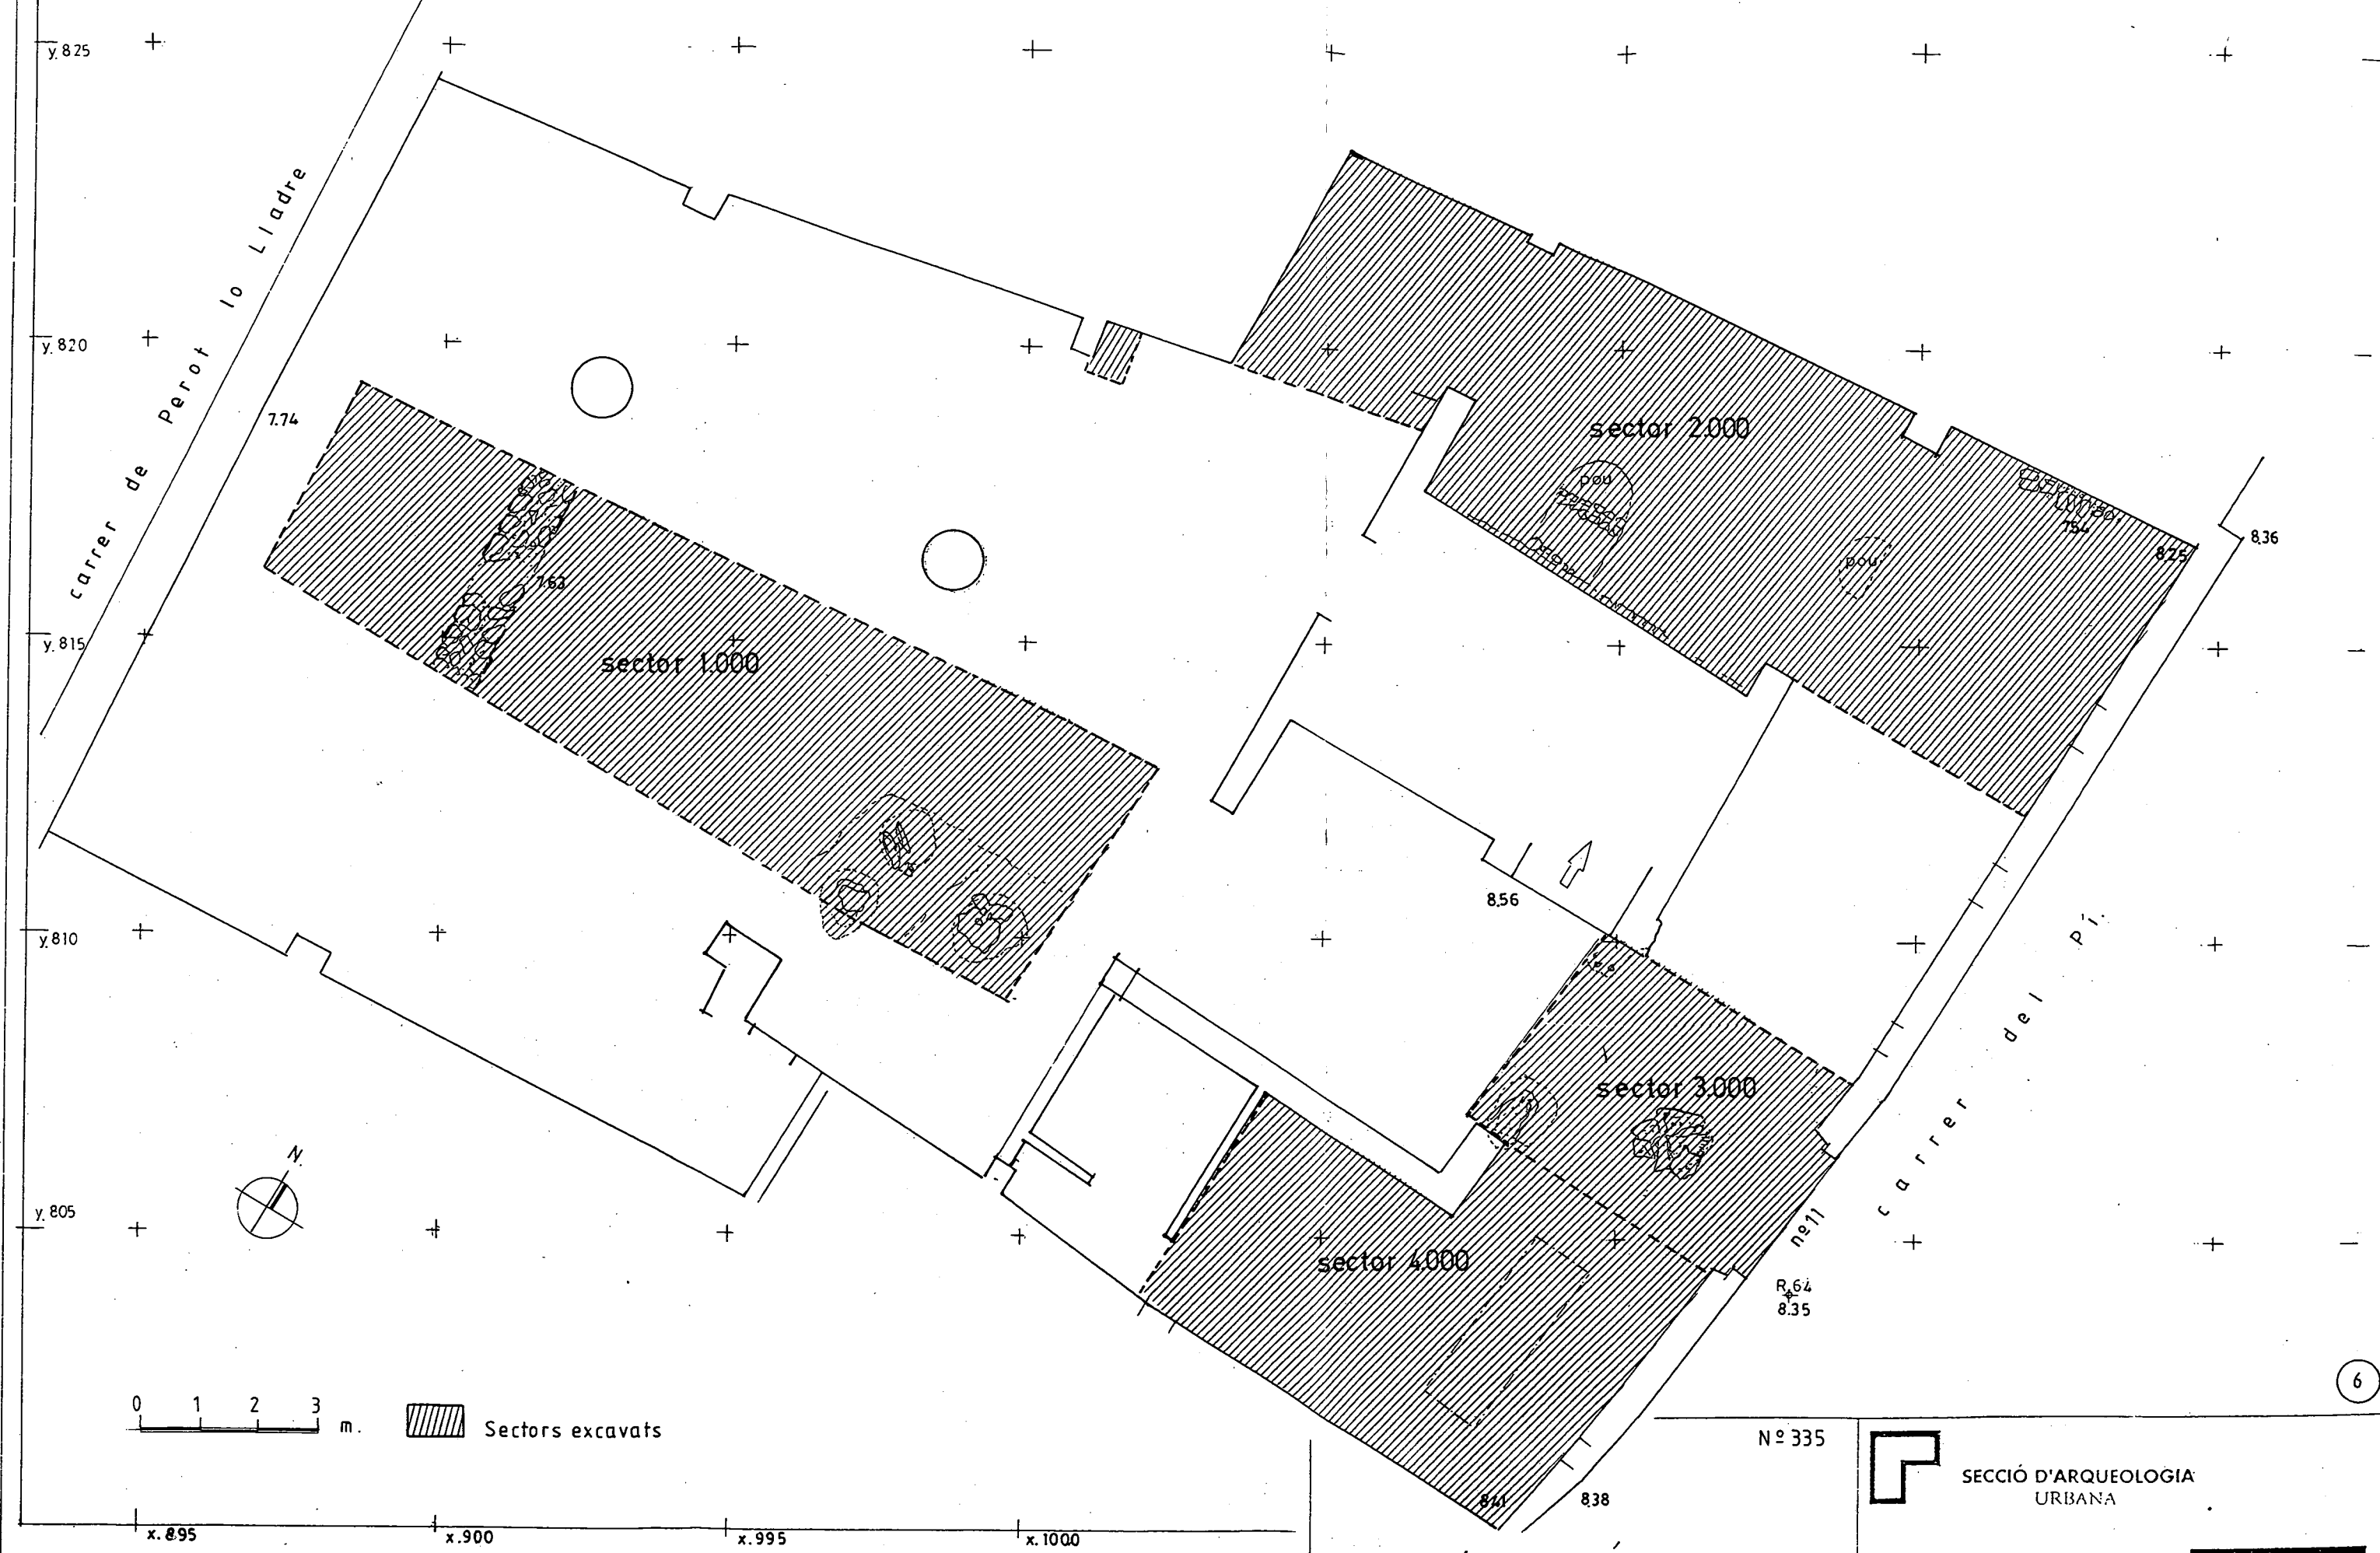 y.825
carrer de Perot lo Lladre
y.820
7.74
sector 2.000
pou
pou
7.54
8.25
8.36
7.63
y.815
sector 1.000
8.56
y.810
carrer del Pí.
sector 3.000
N.
y.805
nº 11
sector 4.000
R.64
8.35
6
0 1 2 3 m.
Sectors excavats
Nº 335
SECCIÓ D'ARQUEOLOGIA
URBANA
8.41
8.38
x.895
x.900
x.995
x.1000